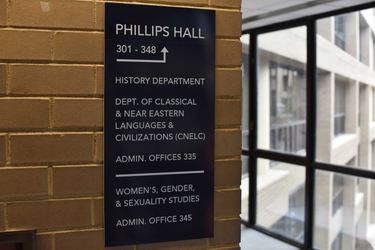 PHILLIPS HALL
301 - 348
HISTORY DEPARTMENT
DEPT. OF CLASSICAL
& NEAR EASTERN
LANGUAGES &
CIVILIZATIONS (CNELC)
ADMIN. OFFICES 335
WOMEN'S, GENDER,
& SEXUALITY STUDIES
ADMIN. OFFICE 345